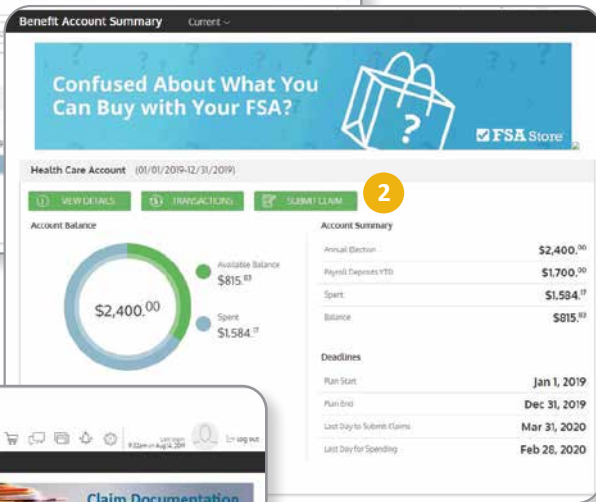 Benefit Account Summary Current
Confused About What You
Can Buy with Your FSA?
?
FSA Store
Health Care Account (01/01/2019-12/31/2019)
VIEW DETAILS TRANSACTIONS SUBMIT CLAIM 2
Account Balance
$2,400.00
Available Balance
$815.83
Spent
$1,584.17
Account Summary
Annual Election $2,400.00
Payroll Deposits YTD $1,700.00
Spent $1,584.17
Balance $815.83
Deadlines
Plan Start Jan 1, 2019
Plan End Dec 31, 2019
Last Day to Submit Claims Mar 31, 2020
Last Day for Spending Feb 28, 2020
Log out
Claim Documentation